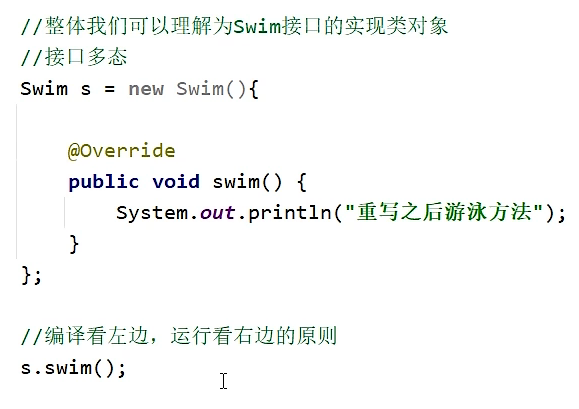 //整体我们可以理解为Swim接口的实现类对象
//接口多态
Swim s = new Swim(){
@Override
public void swim() {
System.out.println("重写之后游泳方法");
}
};
//编译看左边，运行看右边的原则
s.swim();